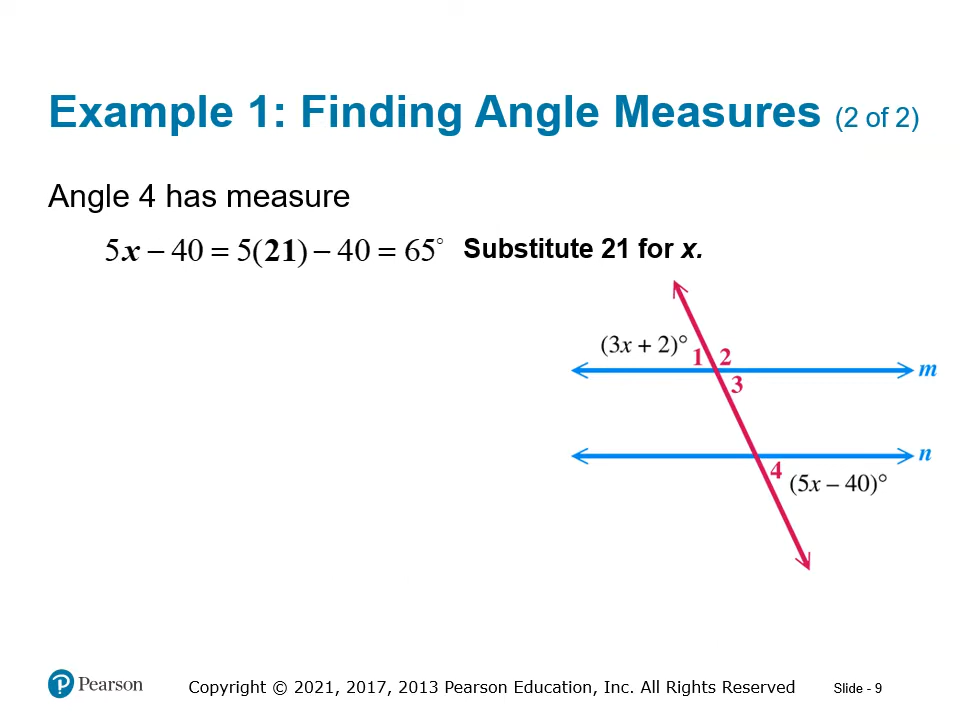 Example 1: Finding Angle Measures (2 of 2)
Angle 4 has measure
5x − 40 = 5(21) − 40 = 65° Substitute 21 for x.
(3x + 2)° 1 2
3
m
n
4 (5x − 40)°
Pearson
Copyright © 2021, 2017, 2013 Pearson Education, Inc. All Rights Reserved
Slide - 9